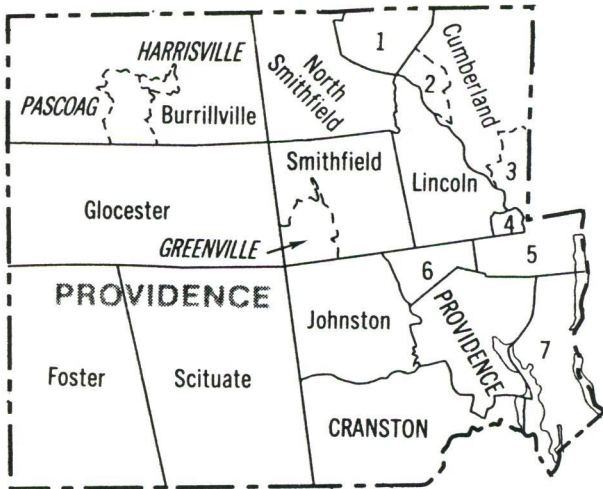 HARRISVILLE
PASCOAG
Burrillville
North
Smithfield
1
2
Cumberland
3
Smithfield
Lincoln
4
Glocester
GREENVILLE
5
6
PROVIDENCE
Johnston
PROVIDENCE
7
Foster
Scituate
CRANSTON